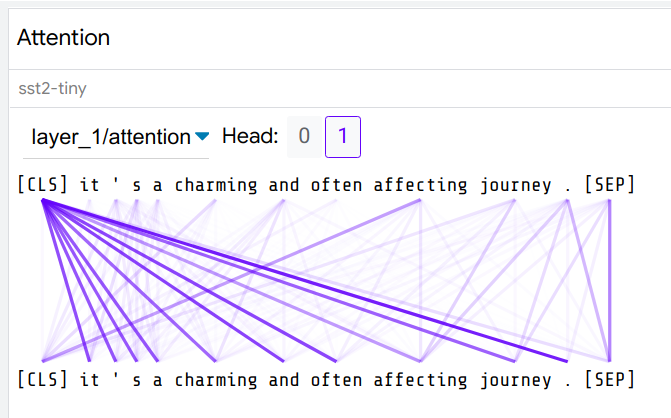 Attention
sst2-tiny
layer_1/attention Head: 0 1
[CLS] it ' s a charming and often affecting journey . [SEP]
[CLS] it ' s a charming and often affecting journey . [SEP]